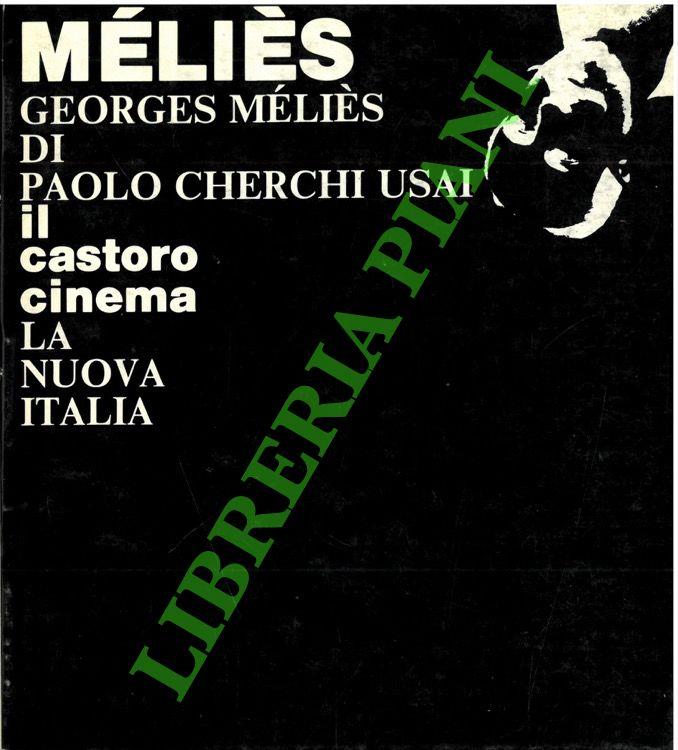 MÉLIÈS
GEORGES MÉLIÈS
DI
PAOLO CHERCHI USAI
il
castoro
cinema
LA
NUOVA
ITALIA
LIBRERIA PIANI